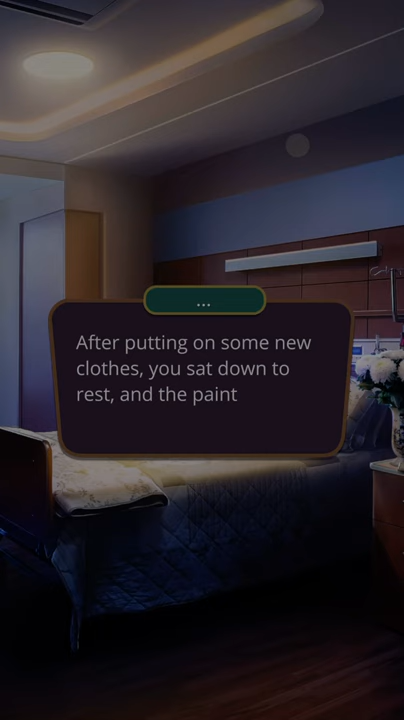 ...
After putting on some new
clothes, you sat down to
rest, and the paint